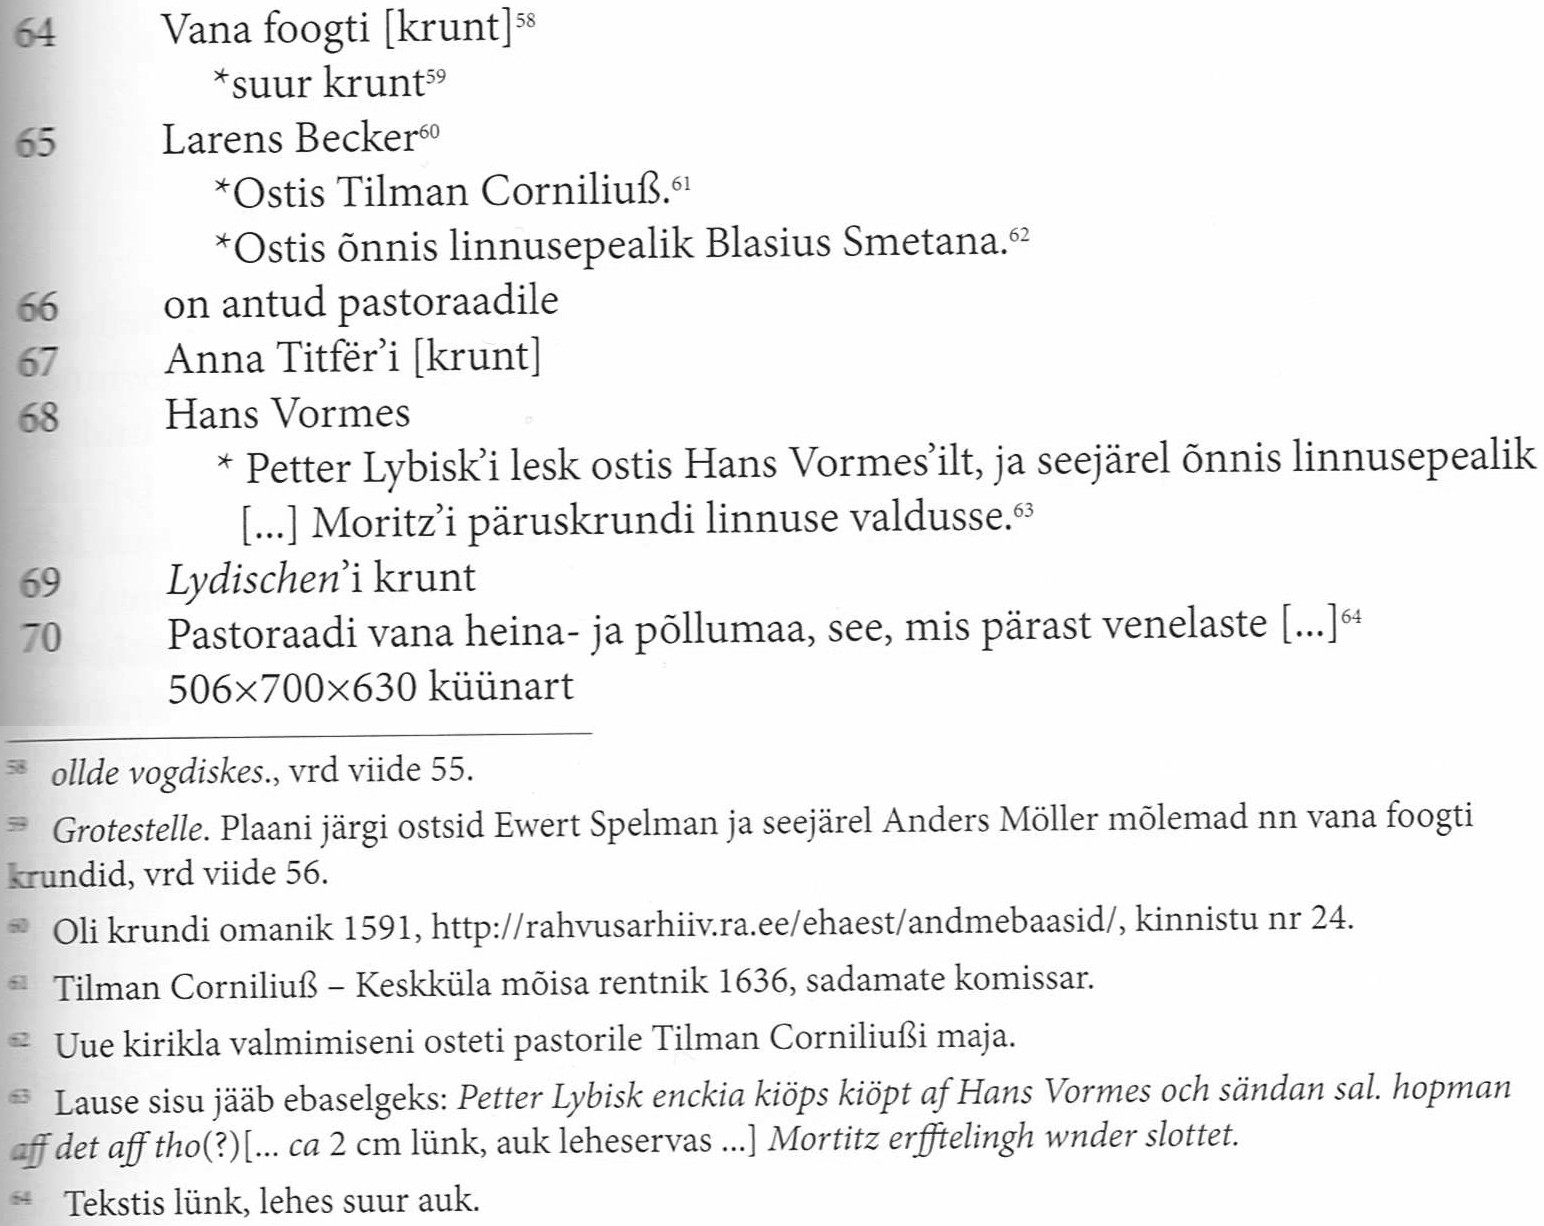 64 Vana foogti [krunt]⁵⁸
*suur krunt⁵⁹
65 Larens Becker⁶⁰
*Ostis Tilman Corniliuß.⁶¹
*Ostis õnnis linnusepealik Blasius Smetana.⁶²
66 on antud pastoraadile
67 Anna Titfër’i [krunt]
68 Hans Vormes
* Petter Lybisk’i lesk ostis Hans Vormes’ilt, ja seejärel õnnis linnusepealik
[...] Moritz’i päruskrundi linnuse valdusse.⁶³
69 Lydischen’i krunt
70 Pastoraadi vana heina- ja põllumaa, see, mis pärast venelaste [...]⁶⁴
506×700×630 küünart
⁵⁸ ollde vogdiskes., vrd viide 55.
⁵⁹ Grotestelle. Plaani järgi ostsid Ewert Spelman ja seejärel Anders Möller mõlemad nn vana foogti
krundid, vrd viide 56.
⁶⁰ Oli krundi omanik 1591, http://rahvusarhiiv.ra.ee/ehaest/andmebaasid/, kinnistu nr 24.
⁶¹ Tilman Corniliuß – Keskküla mõisa rentnik 1636, sadamate komissar.
⁶² Uue kirikla valmimiseni osteti pastorile Tilman Corniliußi maja.
⁶³ Lause sisu jääb ebaselgeks: Petter Lybisk enckia kiöps kiöpt af Hans Vormes och sändan sal. hopman
aff det aff tho(?)[... ca 2 cm lünk, auk leheservas ...] Mortitz erfftelingh wnder slottet.
⁶⁴ Tekstis lünk, lehes suur auk.